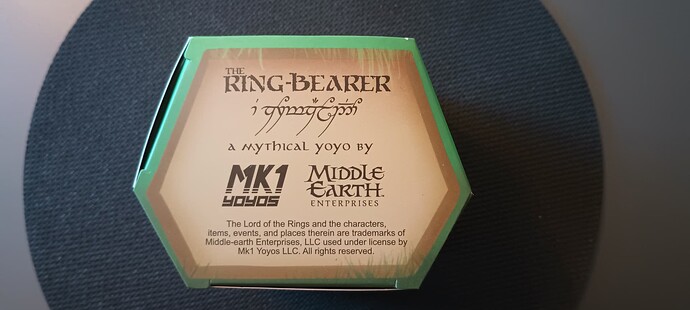 THE
RING-BEARER
A MYTHICAL YOYO BY
MK1
YOYOS
MIDDLE
EARTH
ENTERPRISES
The Lord of the Rings and the characters,
items, events, and places therein are trademarks of
Middle-earth Enterprises, LLC used under license by
Mk1 Yoyos LLC. All rights reserved.